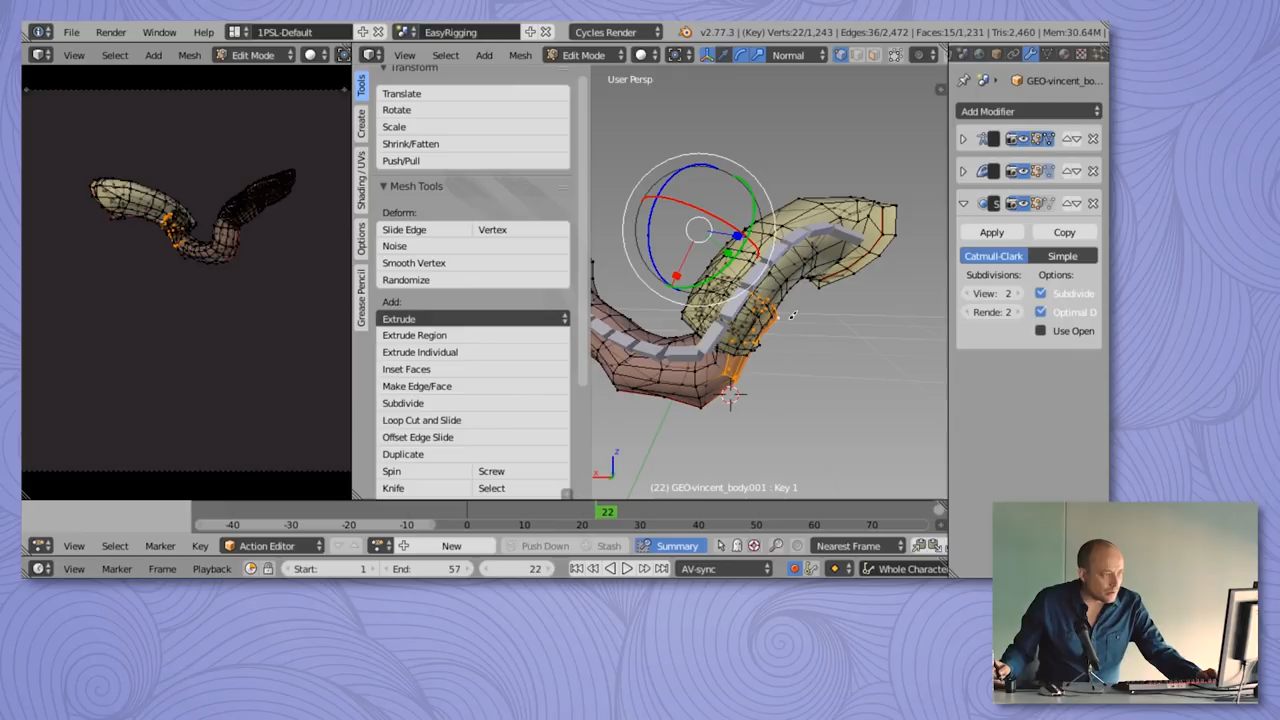 File Render Window Help 1PSL-Default EasyRigging Cycles Render v2.77.3 | (Key) Verts:22/1,243 | Edges:36/2,472 | Faces:15/1,231 | Tris:2,460 | Mem:30.64M
View Select Add Mesh Edit Mode View Select Add Mesh Edit Mode Normal
Transform
User Persp
GEO-vincent_bo...
Translate
Rotate
Scale
Shrink/Fatten
Push/Pull
Add Modifier
Mesh Tools
Deform:
Slide Edge Vertex
Noise
Smooth Vertex
Randomize
Add:
Extrude
Extrude Region
Extrude Individual
Inset Faces
Make Edge/Face
Subdivide
Loop Cut and Slide
Offset Edge Slide
Duplicate
Spin Screw
Knife Select
Tools
Create
Shading / UVs
Options
Grease Pencil
S
Apply Copy
Catmull-Clark Simple
Subdivisions: Options:
View: 2 Subdivide
Rende: 2 Optimal D
Use Open
z
x
(22) GEO-vincent_body.001 : Key 1
22
-40 -30 -20 -10 0 10 20 30 40 50 60 70
View Select Marker Key Action Editor New Push Down Stash Summary Nearest Frame
View Marker Frame Playback Start: 1 End: 57 22 AV-sync Whole Characte